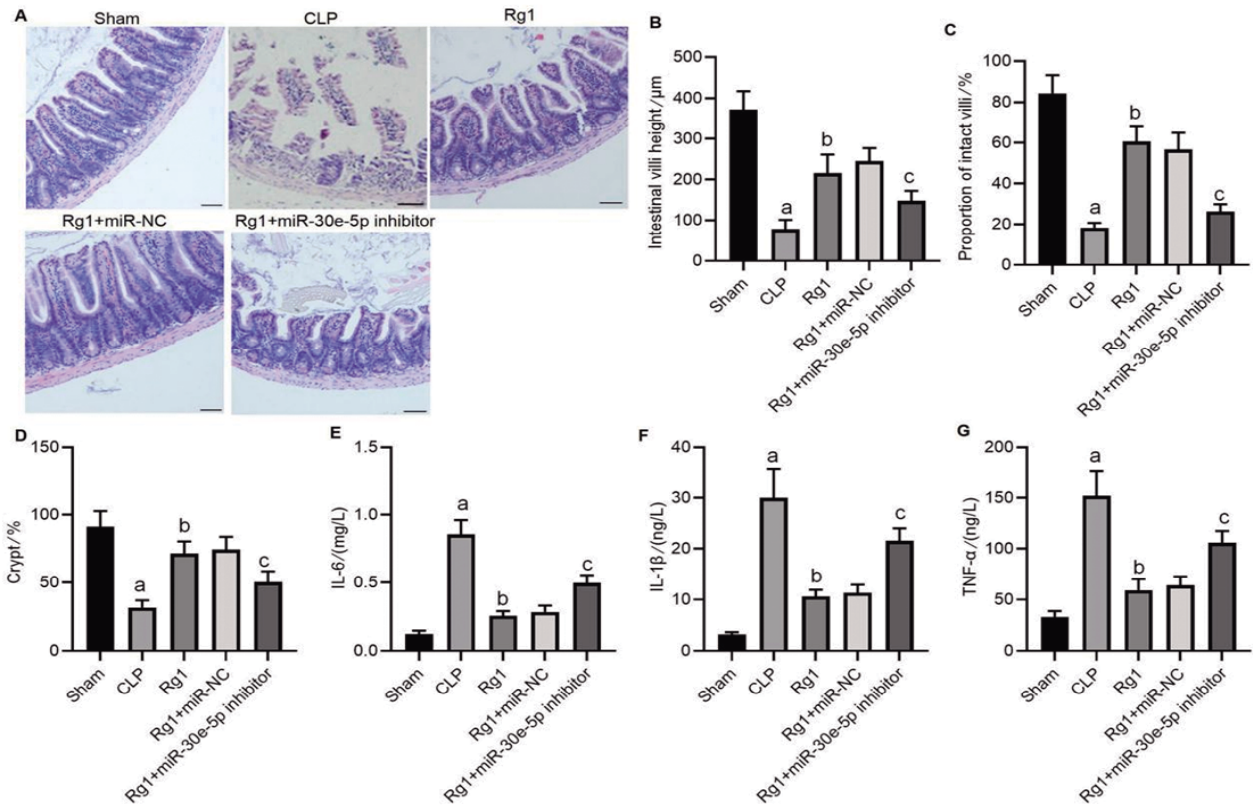 A
Sham
CLP
Rg1
Rg1+miR-NC
Rg1+miR-30e-5p inhibitor
B
Intestinal villi height/μm
500
400
300
200
100
0
a
b
c
Sham
CLP
Rg1
Rg1+miR-NC
Rg1+miR-30e-5p inhibitor
C
Proportion of intact villi/%
100
80
60
40
20
0
a
b
c
Sham
CLP
Rg1
Rg1+miR-NC
Rg1+miR-30e-5p inhibitor
D
Crypt/%
150
100
50
0
a
b
c
Sham
CLP
Rg1
Rg1+miR-NC
Rg1+miR-30e-5p inhibitor
E
IL-6/(mg/L)
1.5
1.0
0.5
0.0
a
b
c
Sham
CLP
Rg1
Rg1+miR-NC
Rg1+miR-30e-5p inhibitor
F
IL-1β/(ng/L)
40
30
20
10
0
a
b
c
Sham
CLP
Rg1
Rg1+miR-NC
Rg1+miR-30e-5p inhibitor
G
TNF-α/(ng/L)
200
150
100
50
0
a
b
c
Sham
CLP
Rg1
Rg1+miR-NC
Rg1+miR-30e-5p inhibitor